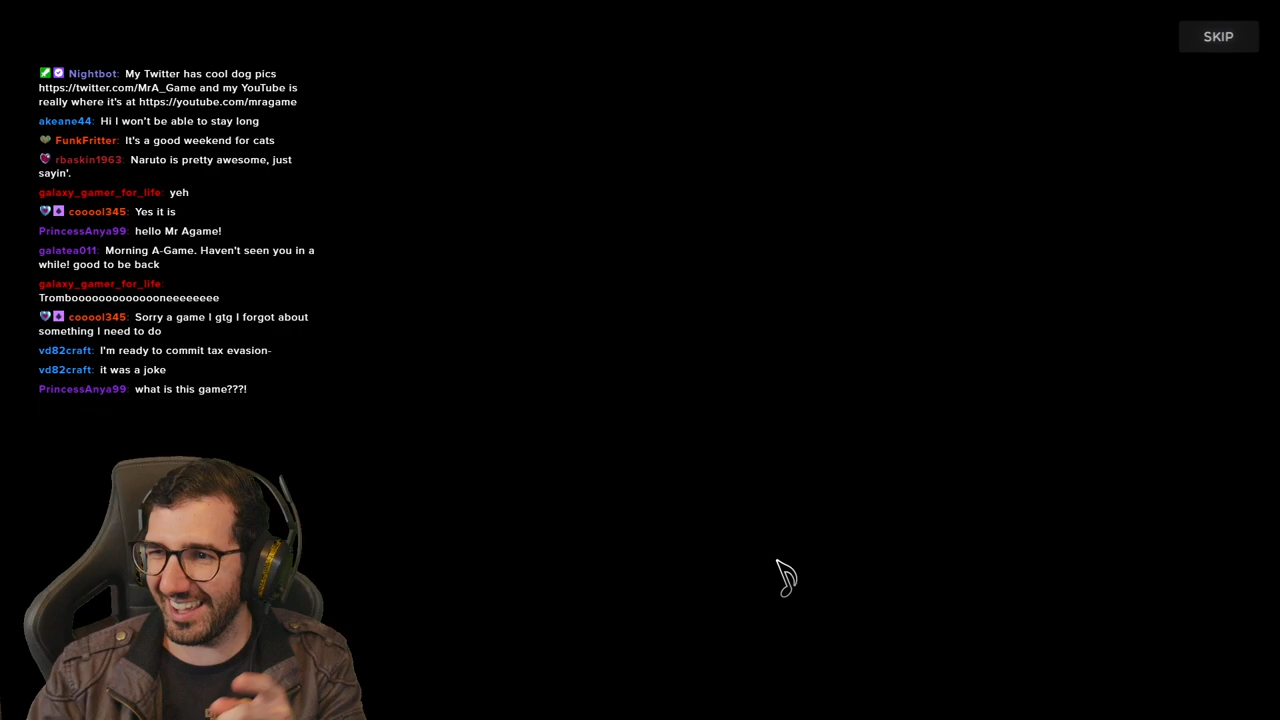 SKIP
Nightbot: My Twitter has cool dog pics
https://twitter.com/MrA_Game and my YouTube is
really where it's at https://youtube.com/mragame
akeane44: Hi I won't be able to stay long
FunkFritter: It's a good weekend for cats
rbaskin1963: Naruto is pretty awesome, just
sayin'.
galaxy_gamer_for_life: yeh
cooool345: Yes it is
PrincessAnya99: hello Mr Agame!
galatea011: Morning A-Game. Haven't seen you in a
while! good to be back
galaxy_gamer_for_life:
Tromboooooooooooooneeeeeeee
cooool345: Sorry a game I gtg I forgot about
something I need to do
vd82craft: I'm ready to commit tax evasion-
vd82craft: it was a joke
PrincessAnya99: what is this game???!